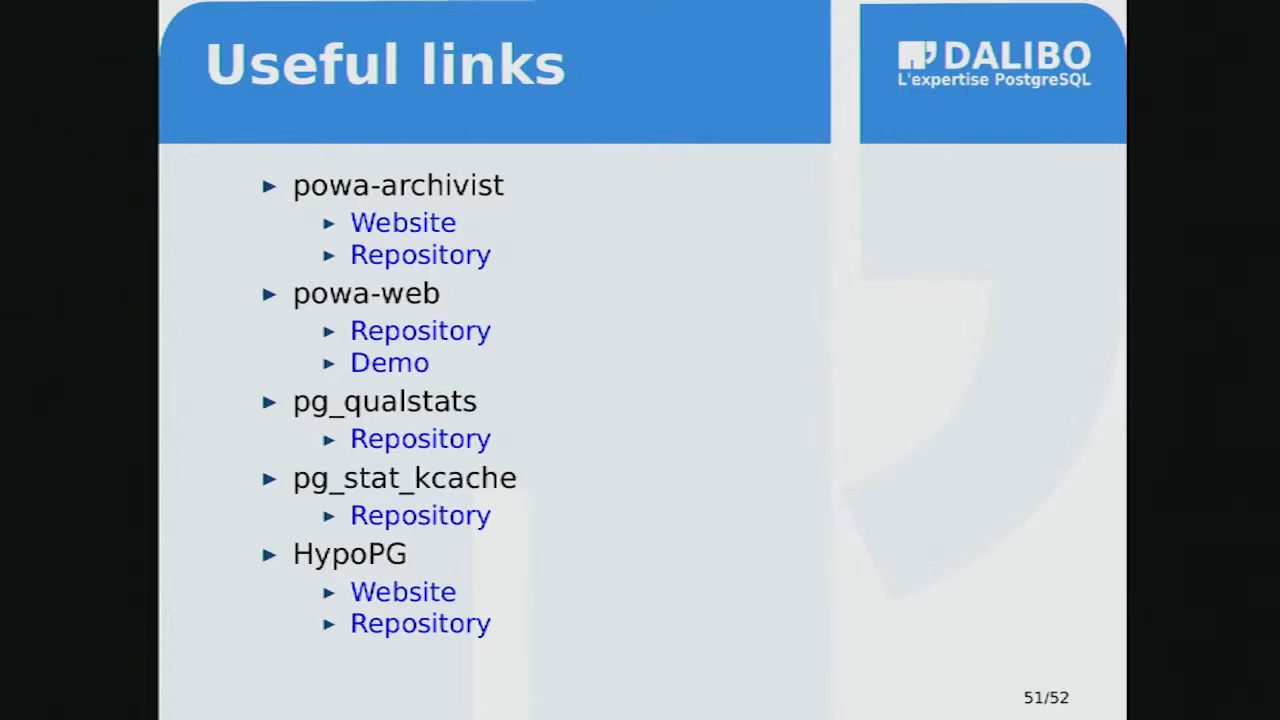 Useful links
DALIBO
L'expertise PostgreSQL
powa-archivist
Website
Repository
powa-web
Repository
Demo
pg_qualstats
Repository
pg_stat_kcache
Repository
HypoPG
Website
Repository
51/52